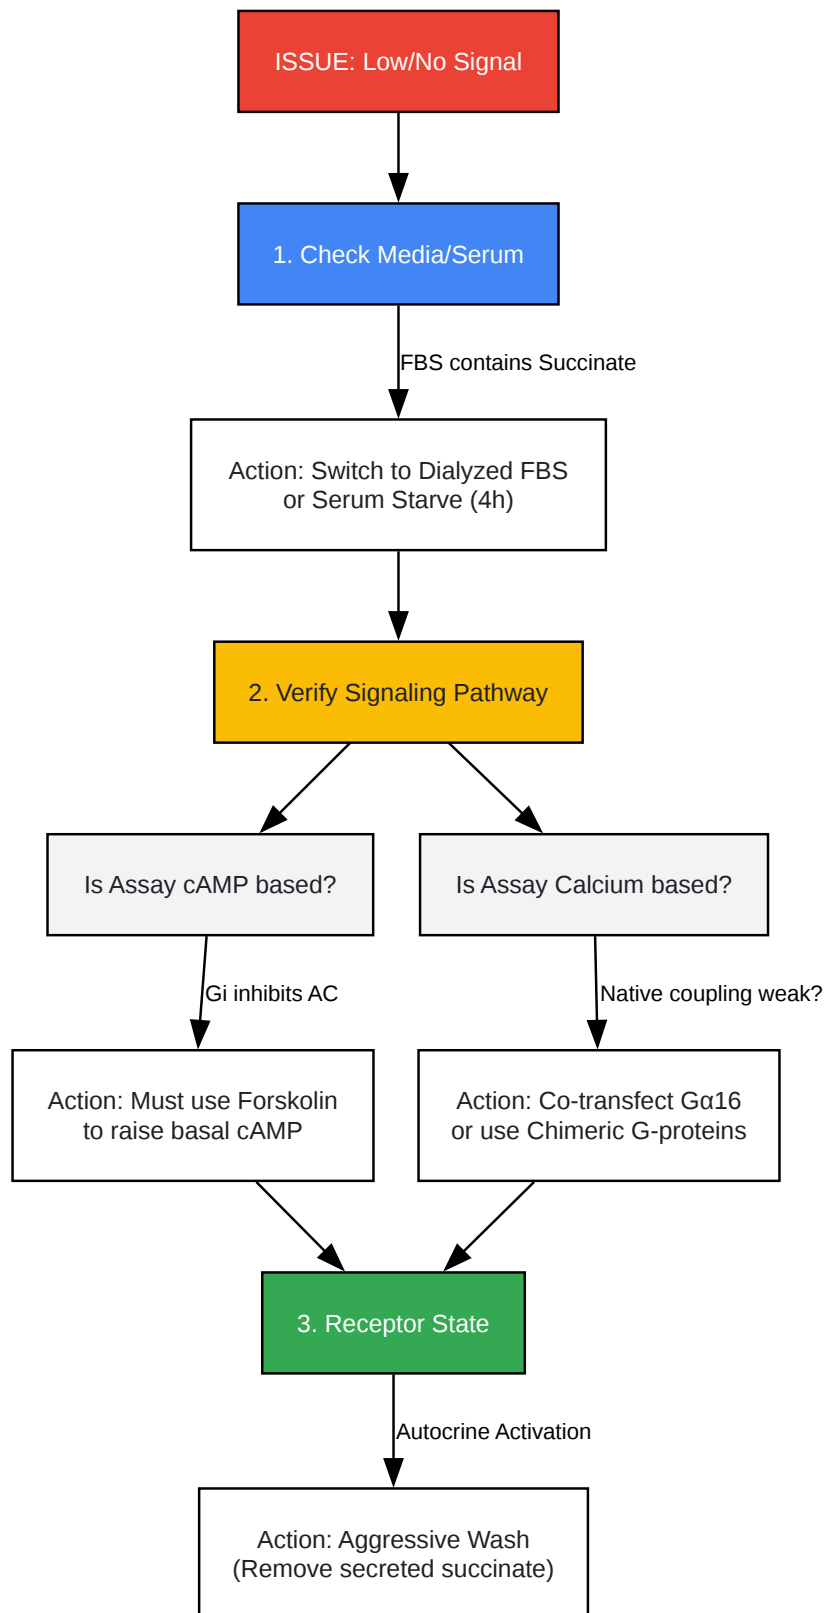 ISSUE: Low/No Signal
1. Check Media/Serum
FBS contains Succinate
Action: Switch to Dialyzed FBS
or Serum Starve (4h)
2. Verify Signaling Pathway
Is Assay cAMP based?
Is Assay Calcium based?
Gi inhibits AC
Native coupling weak?
Action: Must use Forskolin
to raise basal cAMP
Action: Co-transfect Gα16
or use Chimeric G-proteins
3. Receptor State
Autocrine Activation
Action: Aggressive Wash
(Remove secreted succinate)